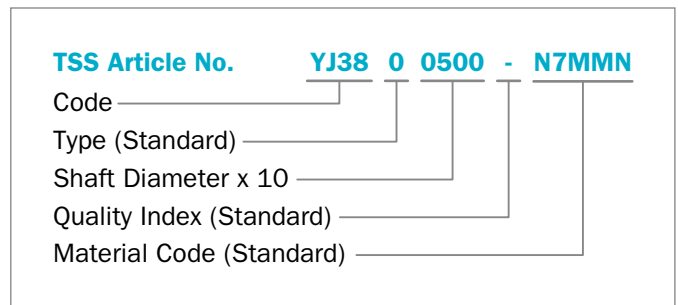 TSS Article No. YJ38 0 0500 - N7MMN
Code
Type (Standard)
Shaft Diameter x 10
Quality Index (Standard)
Material Code (Standard)